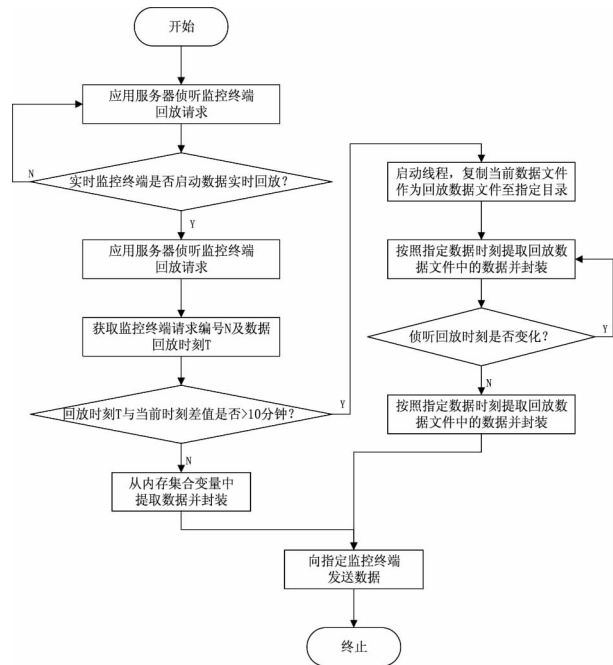 开始
应用服务器侦听监控终端
回放请求
实时监控终端是否启动数据实时回放？
N
Y
应用服务器侦听监控终端
回放请求
获取监控终端请求编号N及数据
回放时刻T
回放时刻T与当前时刻差值是否>10分钟？
Y
N
从内存集合变量中
提取数据并封装
启动线程，复制当前数据文件
作为回放数据文件至指定目录
按照指定数据时刻提取回放数
据文件中的数据并封装
侦听回放时刻是否变化？
Y
N
按照指定数据时刻提取回放数
据文件中的数据并封装
向指定监控终端
发送数据
终止